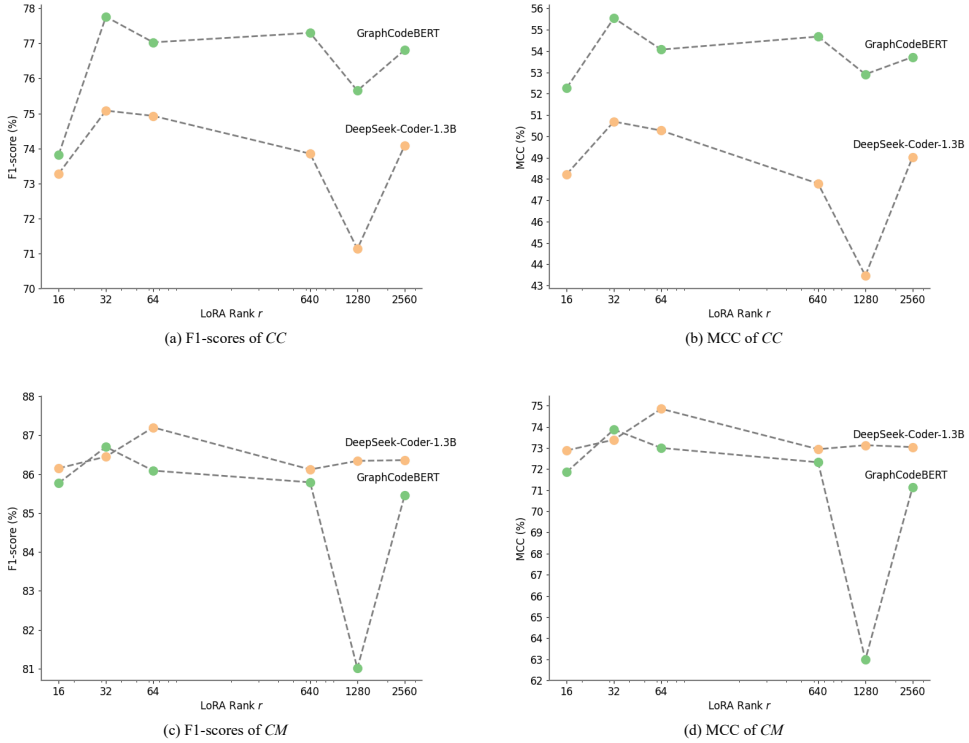 78
77
76
75
74
73
72
71
70
F1-score (%)
GraphCodeBERT
DeepSeek-Coder-1.3B
16 32 64 640 1280 2560
LoRA Rank r
(a) F1-scores of CC
56
55
54
53
52
51
50
49
48
47
46
45
44
43
MCC (%)
GraphCodeBERT
DeepSeek-Coder-1.3B
16 32 64 640 1280 2560
LoRA Rank r
(b) MCC of CC
88
87
86
85
84
83
82
81
F1-score (%)
DeepSeek-Coder-1.3B
GraphCodeBERT
16 32 64 640 1280 2560
LoRA Rank r
(c) F1-scores of CM
75
74
73
72
71
70
69
68
67
66
65
64
63
62
MCC (%)
DeepSeek-Coder-1.3B
GraphCodeBERT
16 32 64 640 1280 2560
LoRA Rank r
(d) MCC of CM